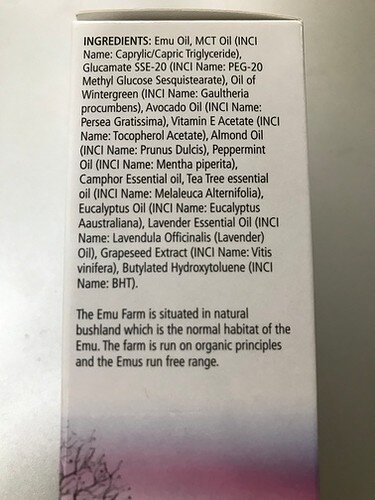 INGREDIENTS: Emu Oil, MCT Oil (INCI
Name: Caprylic/Capric Triglyceride),
Glucamate SSE-20 (INCI Name: PEG-20
Methyl Glucose Sesquistearate), Oil of
Wintergreen (INCI Name: Gaultheria
procumbens), Avocado Oil (INCI Name:
Persea Gratissima), Vitamin E Acetate (INCI
Name: Tocopherol Acetate), Almond Oil
(INCI Name: Prunus Dulcis), Peppermint
Oil (INCI Name: Mentha piperita),
Camphor Essential oil, Tea Tree essential
oil (INCI Name: Melaleuca Alternifolia),
Eucalyptus Oil (INCI Name: Eucalyptus
Aaustraliana), Lavender Essential Oil (INCI
Name: Lavendula Officinalis (Lavender)
Oil), Grapeseed Extract (INCI Name: Vitis
vinifera), Butylated Hydroxytoluene (INCI
Name: BHT).
The Emu Farm is situated in natural
bushland which is the normal habitat of the
Emu. The farm is run on organic principles
and the Emus run free range.